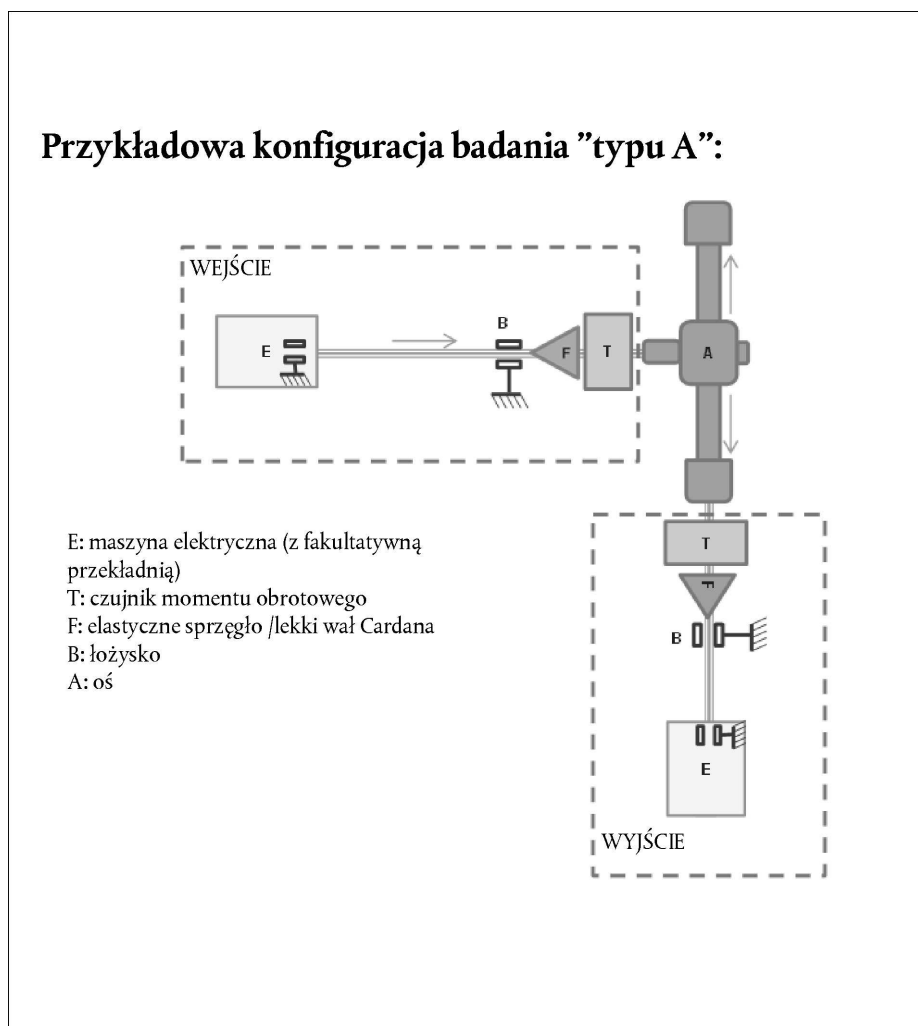 Przykładowa konfiguracja badania ”typu A”:
WEJŚCIE
B
E
F
T
A
E: maszyna elektryczna (z fakultatywną
przekładnią)
T: czujnik momentu obrotowego
F: elastyczne sprzęgło /lekki wał Cardana
B: łożysko
A: oś
T
F
B
E
WYJŚCIE